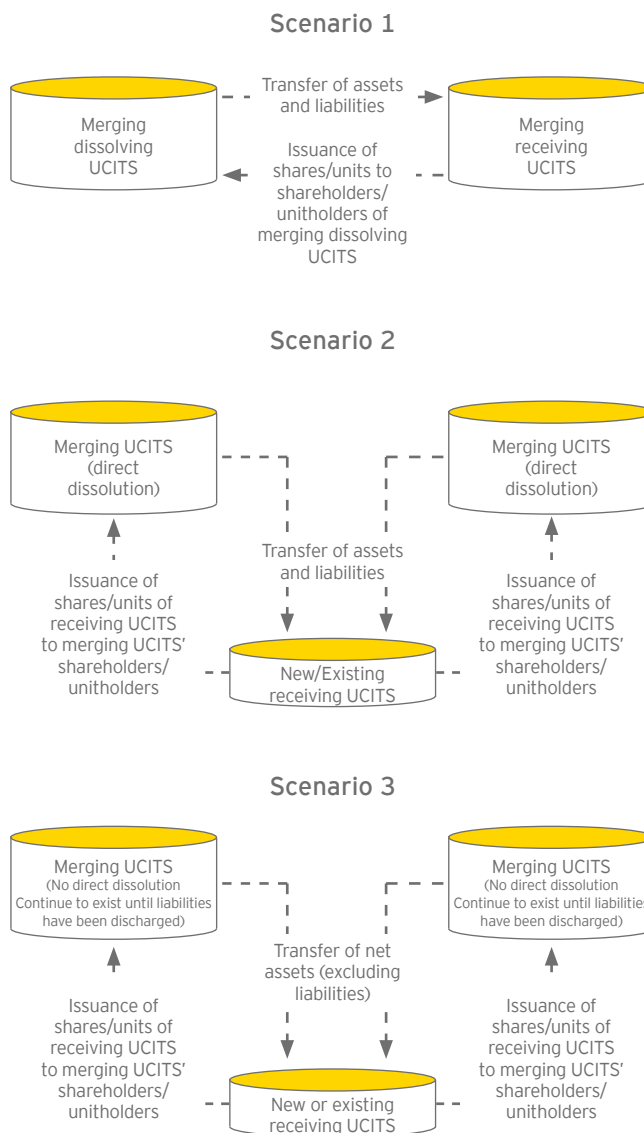 Scenario 1
Merging
dissolving
UCITS
Transfer of assets
and liabilities
Issuance of
shares/units to
shareholders/
unitholders of
merging dissolving
UCITS
Merging
receiving
UCITS
Scenario 2
Merging UCITS
(direct
dissolution)
Merging UCITS
(direct
dissolution)
Transfer of assets
and liabilities
Issuance of
shares/units of
receiving UCITS
to merging UCITS’
shareholders/
unitholders
New/Existing
receiving UCITS
Issuance of
shares/units of
receiving UCITS
to merging UCITS’
shareholders/
unitholders
Scenario 3
Merging UCITS
(No direct dissolution
Continue to exist until liabilities
have been discharged)
Merging UCITS
(No direct dissolution
Continue to exist until liabilities
have been discharged)
Transfer of net
assets (excluding
liabilities)
Issuance of
shares/units of
receiving UCITS
to merging UCITS’
shareholders/
unitholders
New or existing
receiving UCITS
Issuance of
shares/units of
receiving UCITS
to merging UCITS’
shareholders/
unitholders